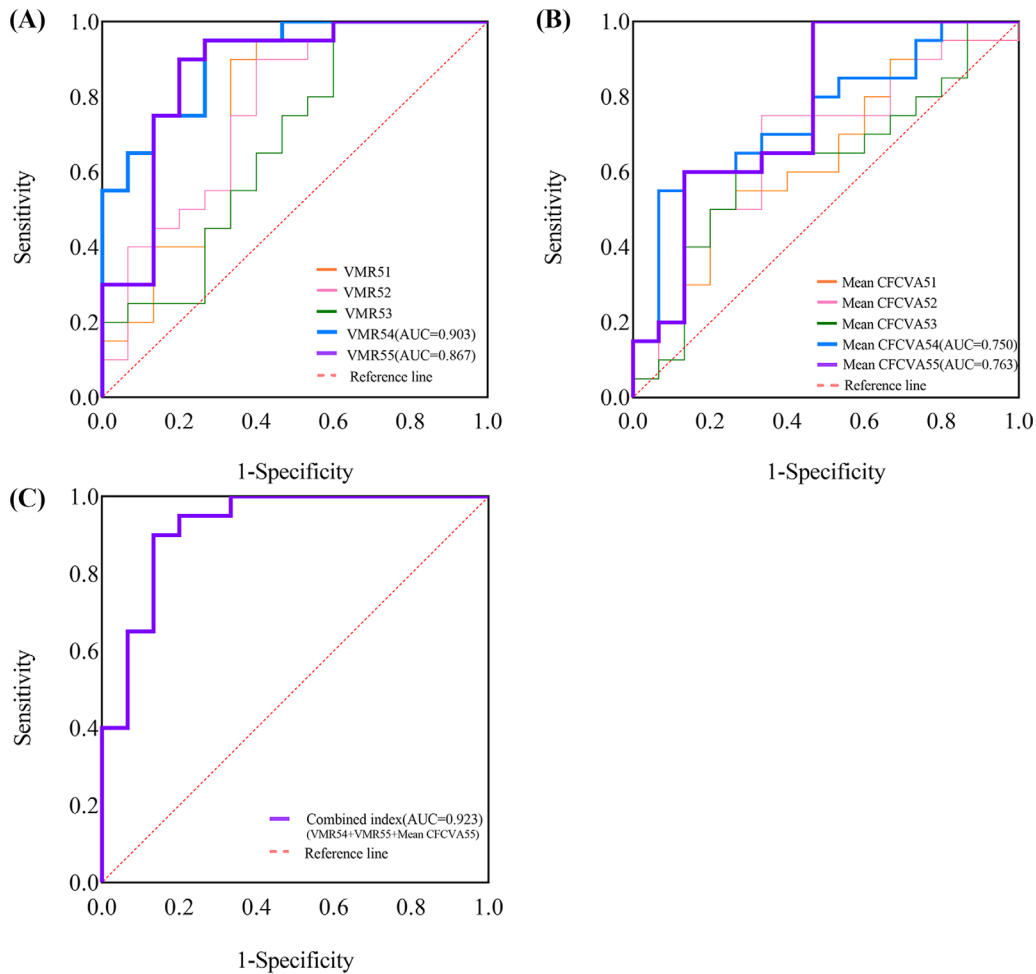 (A)
1.0
0.8
0.6
0.4
0.2
0.0
Sensitivity
VMR51
VMR52
VMR53
VMR54(AUC=0.903)
VMR55(AUC=0.867)
Reference line
0.0 0.2 0.4 0.6 0.8 1.0
1-Specificity
(B)
1.0
0.8
0.6
0.4
0.2
0.0
Sensitivity
Mean CFCVA51
Mean CFCVA52
Mean CFCVA53
Mean CFCVA54(AUC=0.750)
Mean CFCVA55(AUC=0.763)
Reference line
0.0 0.2 0.4 0.6 0.8 1.0
1-Specificity
(C)
1.0
0.8
0.6
0.4
0.2
0.0
Sensitivity
Combined index(AUC=0.923)
(VMR54+VMR55+Mean CFCVA55)
Reference line
0.0 0.2 0.4 0.6 0.8 1.0
1-Specificity